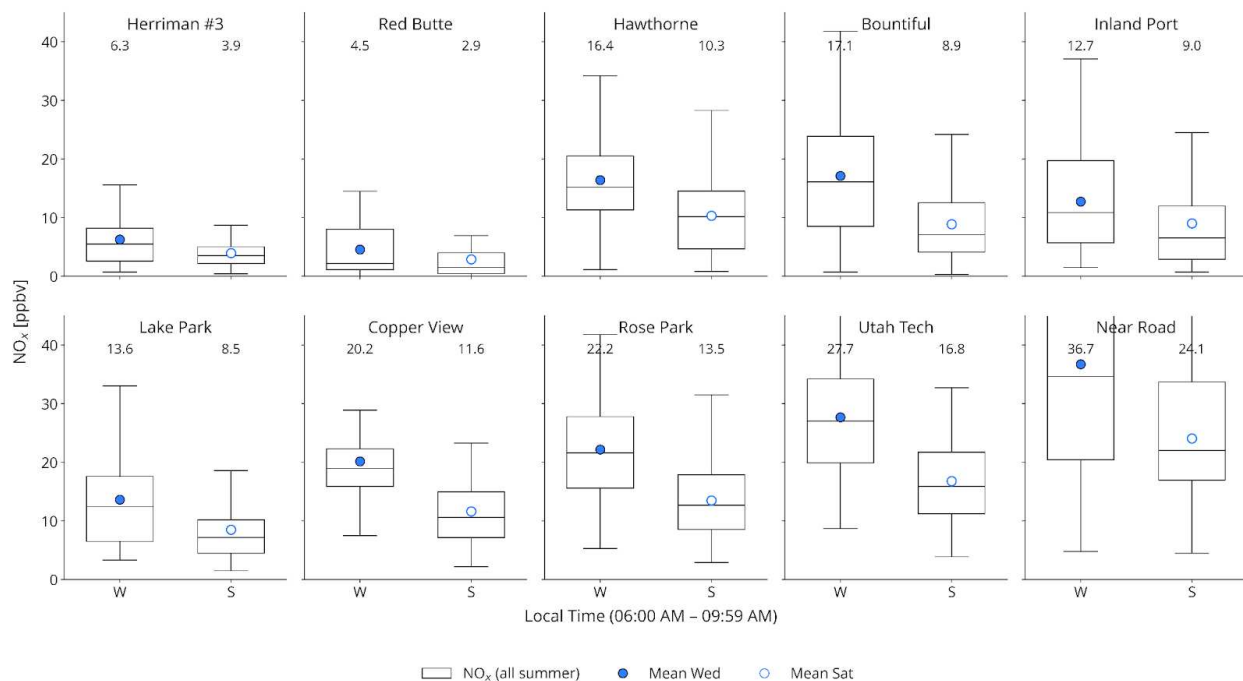 Herriman #3
6.3 3.9
Red Butte
4.5 2.9
Hawthorne
16.4 10.3
Bountiful
17.1 8.9
Inland Port
12.7 9.0
40
30
20
10
0
NOₓ [ppbv]
Lake Park
13.6 8.5
Copper View
20.2 11.6
Rose Park
22.2 13.5
Utah Tech
27.7 16.8
Near Road
36.7 24.1
40
30
20
10
0
W S W S W S W S W S
Local Time (06:00 AM – 09:59 AM)
NOₓ (all summer) Mean Wed Mean Sat